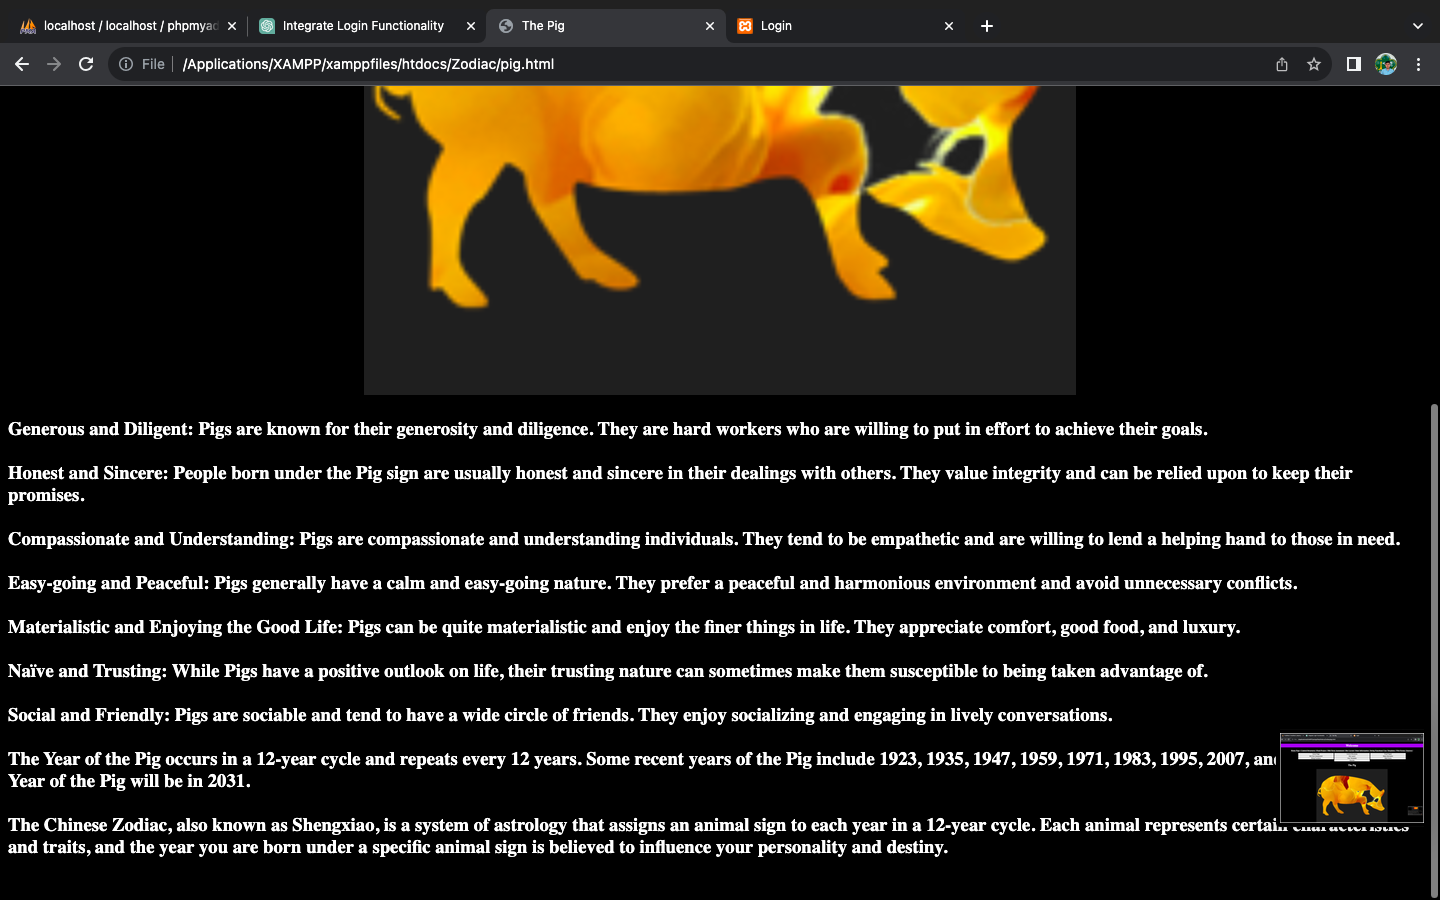 localhost / localhost / phpmyad
Integrate Login Functionality
The Pig
Login
File
/Applications/XAMPP/xamppfiles/htdocs/Zodiac/pig.html
Generous and Diligent: Pigs are known for their generosity and diligence. They are hard workers who are willing to put in effort to achieve their goals.
Honest and Sincere: People born under the Pig sign are usually honest and sincere in their dealings with others. They value integrity and can be relied upon to keep their
promises.
Compassionate and Understanding: Pigs are compassionate and understanding individuals. They tend to be empathetic and are willing to lend a helping hand to those in need.
Easy-going and Peaceful: Pigs generally have a calm and easy-going nature. They prefer a peaceful and harmonious environment and avoid unnecessary conflicts.
Materialistic and Enjoying the Good Life: Pigs can be quite materialistic and enjoy the finer things in life. They appreciate comfort, good food, and luxury.
Naïve and Trusting: While Pigs have a positive outlook on life, their trusting nature can sometimes make them susceptible to being taken advantage of.
Social and Friendly: Pigs are sociable and tend to have a wide circle of friends. They enjoy socializing and engaging in lively conversations.
The Year of the Pig occurs in a 12-year cycle and repeats every 12 years. Some recent years of the Pig include 1923, 1935, 1947, 1959, 1971, 1983, 1995, 2007, and
Year of the Pig will be in 2031.
The Chinese Zodiac, also known as Shengxiao, is a system of astrology that assigns an animal sign to each year in a 12-year cycle. Each animal represents certain characteristics
and traits, and the year you are born under a specific animal sign is believed to influence your personality and destiny.